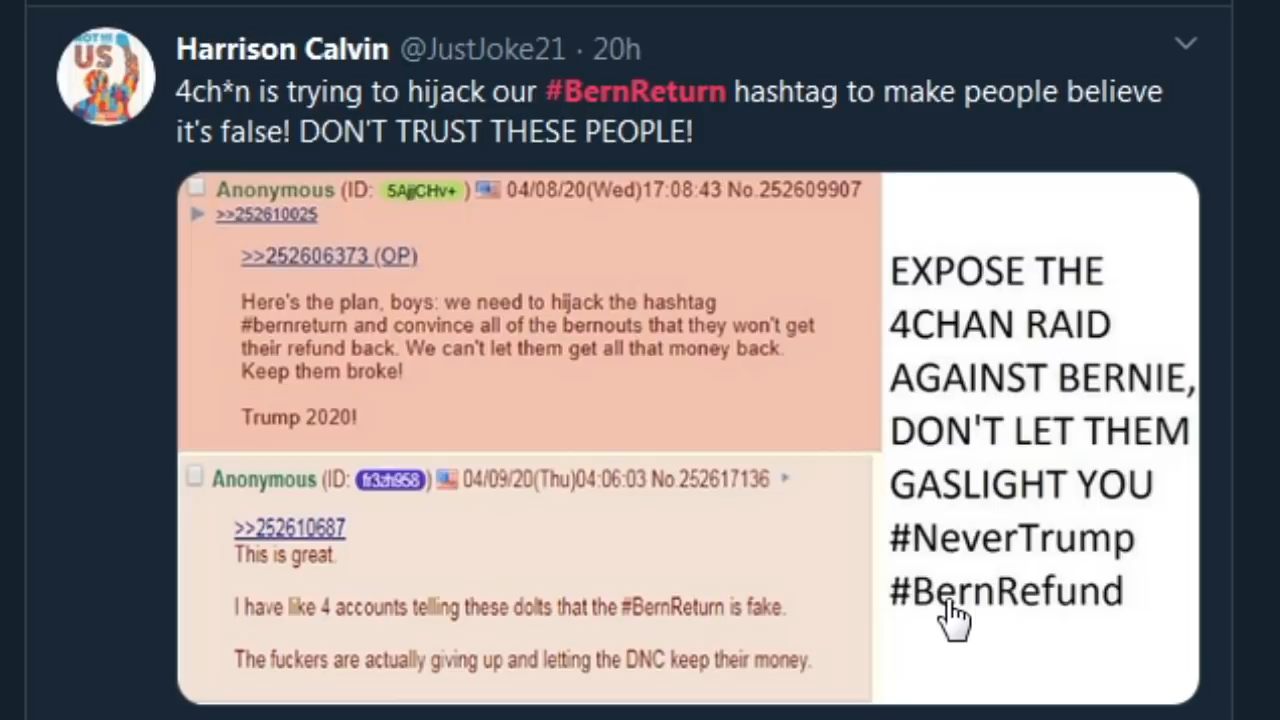 NOT ME
US
Harrison Calvin @JustJoke21 · 20h
4ch*n is trying to hijack our #BernReturn hashtag to make people believe
it's false! DON'T TRUST THESE PEOPLE!
Anonymous (ID: 5AjjCHv+ ) 04/08/20(Wed)17:08:43 No.252609907
>>252610025
>>252606373 (OP)
Here's the plan, boys: we need to hijack the hashtag
#bernreturn and convince all of the bernouts that they won't get
their refund back. We can't let them get all that money back.
Keep them broke!
Trump 2020!
Anonymous (ID: fr3zh958) 04/09/20(Thu)04:06:03 No.252617136
>>252610687
This is great.
I have like 4 accounts telling these dolts that the #BernReturn is fake.
The fuckers are actually giving up and letting the DNC keep their money.
EXPOSE THE
4CHAN RAID
AGAINST BERNIE,
DON'T LET THEM
GASLIGHT YOU
#NeverTrump
#BernRefund